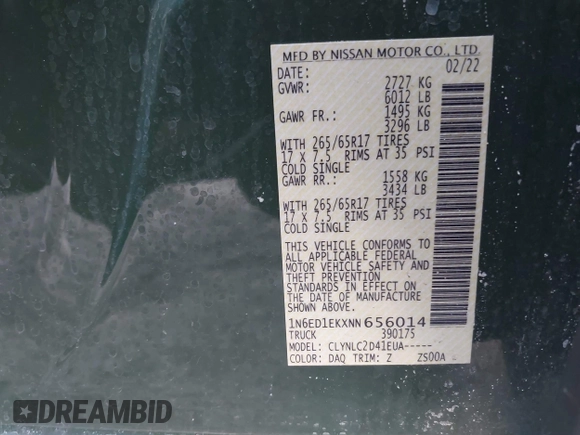 MFD BY NISSAN MOTOR CO., LTD.
DATE: 02/22
GVWR: 2727 KG
6012 LB
GAWR FR.: 1495 KG
3296 LB
WITH 265/65R17 TIRES
17 X 7.5 RIMS AT 35 PSI
COLD SINGLE
GAWR RR.: 1558 KG
3434 LB
WITH 265/65R17 TIRES
17 X 7.5 RIMS AT 35 PSI
COLD SINGLE
THIS VEHICLE CONFORMS TO
ALL APPLICABLE FEDERAL
MOTOR VEHICLE SAFETY AND
THEFT PREVENTION
STANDARDS IN EFFECT ON
THE DATE OF MANUFACTURE
SHOWN ABOVE.
1N6ED1EKXNN656014
TRUCK 390175
MODEL: CLYNLC2D41EUA-----
COLOR: DAQ TRIM: Z ZS00A
DREAMBID